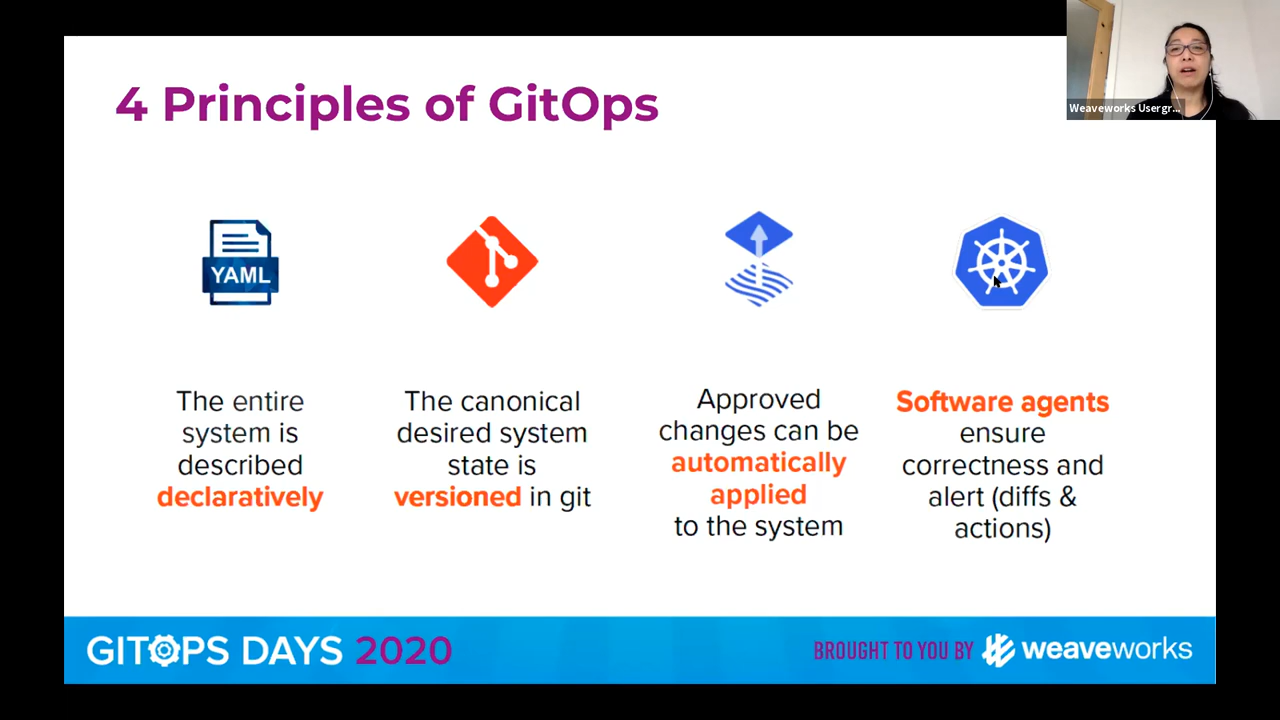 4 Principles of GitOps
Weaveworks Usergr...
YAML
The entire
system is
described
declaratively
The canonical
desired system
state is
versioned in git
Approved
changes can be
automatically
applied
to the system
Software agents
ensure
correctness and
alert (diffs &
actions)
GITOPS DAYS 2020
BROUGHT TO YOU BY weaveworks